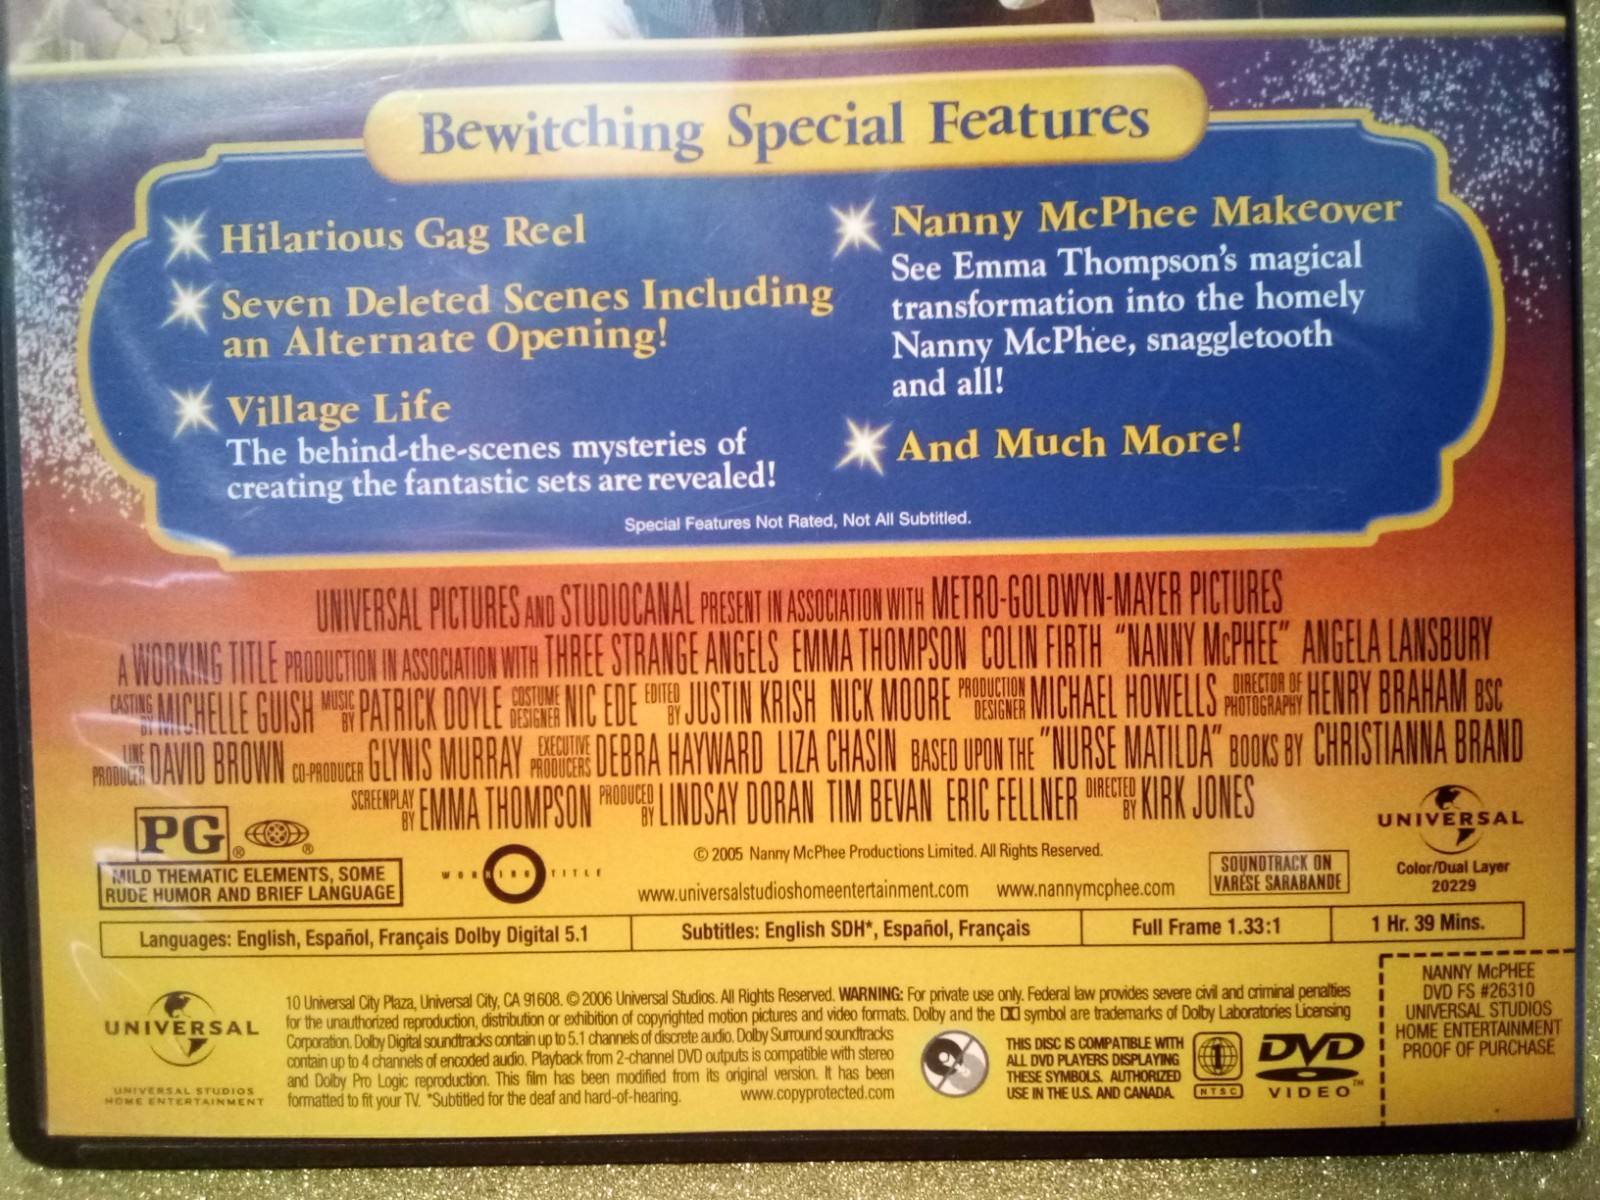 Bewitching Special Features
Hilarious Gag Reel
Seven Deleted Scenes Including
an Alternate Opening!
Village Life
The behind-the-scenes mysteries of
creating the fantastic sets are revealed!
Nanny McPhee Makeover
See Emma Thompson's magical
transformation into the homely
Nanny McPhee, snaggletooth
and all!
And Much More!
Special Features Not Rated, Not All Subtitled.
UNIVERSAL PICTURES AND STUDIOCANAL PRESENT IN ASSOCIATION WITH METRO-GOLDWYN-MAYER PICTURES
A WORKING TITLE PRODUCTION IN ASSOCIATION WITH THREE STRANGE ANGELS EMMA THOMPSON COLIN FIRTH "NANNY McPHEE" ANGELA LANSBURY
CASTING BY MICHELLE GUISH MUSIC BY PATRICK DOYLE COSTUME DESIGNER NIC EDE EDITED BY JUSTIN KRISH NICK MOORE PRODUCTION DESIGNER MICHAEL HOWELLS DIRECTOR OF PHOTOGRAPHY HENRY BRAHAM BSC
LINE PRODUCER DAVID BROWN CO-PRODUCER GLYNIS MURRAY EXECUTIVE PRODUCERS DEBRA HAYWARD LIZA CHASIN BASED UPON THE "NURSE MATILDA" BOOKS BY CHRISTIANNA BRAND
SCREENPLAY BY EMMA THOMPSON PRODUCED BY LINDSAY DORAN TIM BEVAN ERIC FELLNER DIRECTED BY KIRK JONES
PG ® ®
MILD THEMATIC ELEMENTS, SOME
RUDE HUMOR AND BRIEF LANGUAGE
WORKING TITLE
© 2005 Nanny McPhee Productions Limited. All Rights Reserved.
www.universalstudioshomeentertainment.com www.nannymcphee.com
SOUNDTRACK ON
VARÈSE SARABANDE
UNIVERSAL
Color/Dual Layer
20229
Languages: English, Español, Français Dolby Digital 5.1
Subtitles: English SDH*, Español, Français
Full Frame 1.33:1
1 Hr. 39 Mins.
UNIVERSAL
UNIVERSAL STUDIOS
HOME ENTERTAINMENT
10 Universal City Plaza, Universal City, CA 91608. © 2006 Universal Studios. All Rights Reserved. WARNING: For private use only. Federal law provides severe civil and criminal penalties
for the unauthorized reproduction, distribution or exhibition of copyrighted motion pictures and video formats. Dolby and the symbol are trademarks of Dolby Laboratories Licensing
Corporation. Dolby Digital soundtracks contain up to 5.1 channels of discrete audio. Dolby Surround soundtracks
contain up to 4 channels of encoded audio. Playback from 2-channel DVD outputs is compatible with stereo
and Dolby Pro Logic reproduction. This film has been modified from its original version. It has been
formatted to fit your TV. *Subtitled for the deaf and hard-of-hearing. www.copyprotected.com
THIS DISC IS COMPATIBLE WITH
ALL DVD PLAYERS DISPLAYING
THESE SYMBOLS. AUTHORIZED
USE IN THE U.S. AND CANADA.
1
NTSC
DVD
VIDEO™
NANNY McPHEE
DVD FS #26310
UNIVERSAL STUDIOS
HOME ENTERTAINMENT
PROOF OF PURCHASE